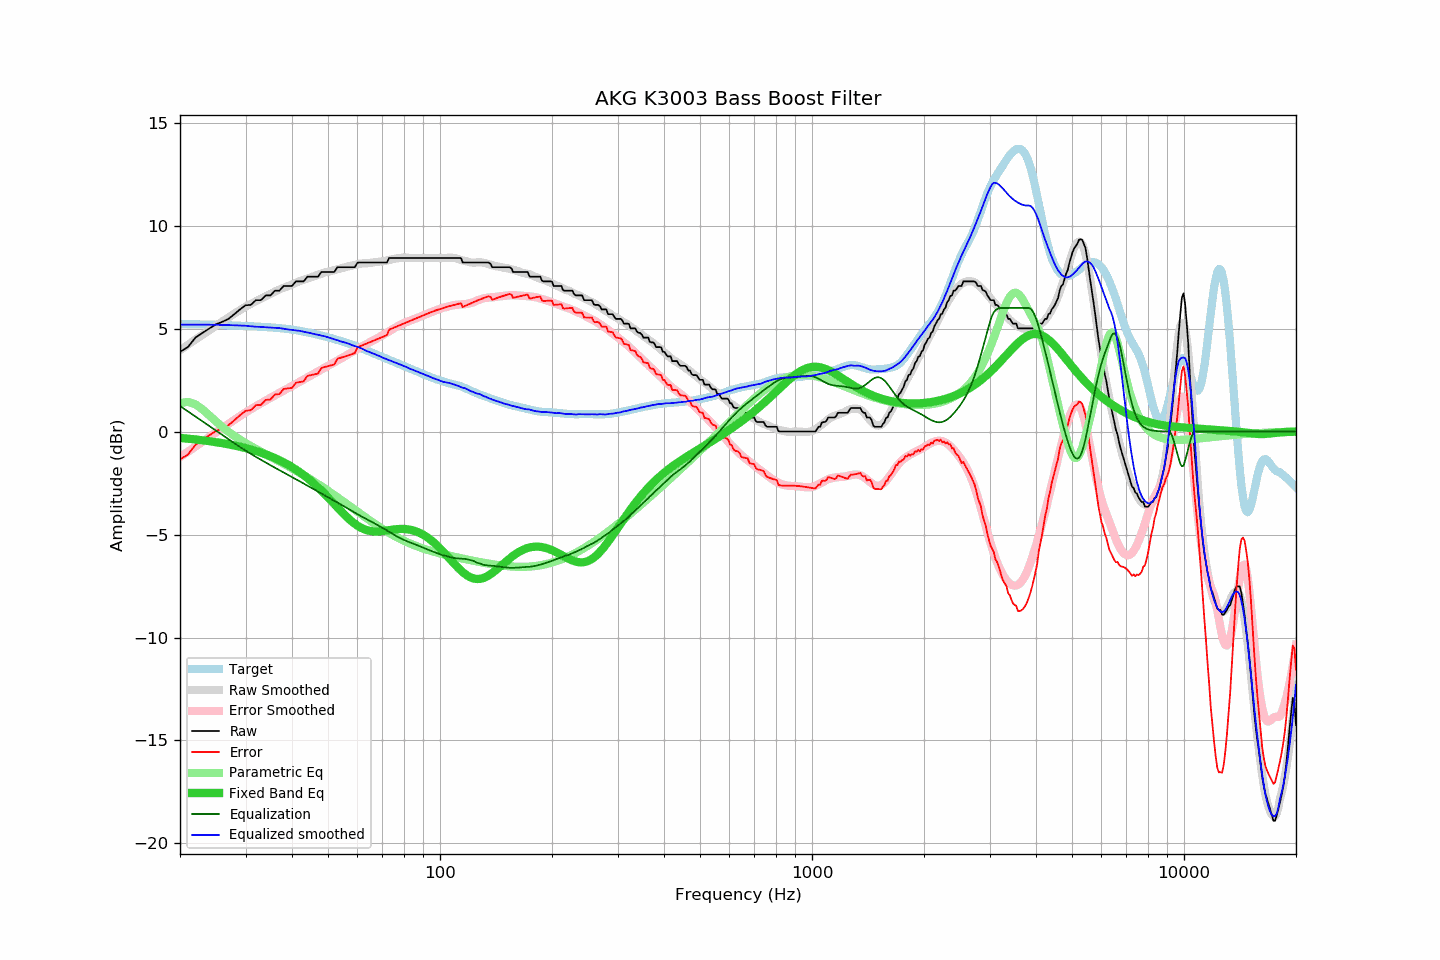 AKG K3003 Bass Boost Filter
15
10
5
0
−5
−10
−15
−20
Amplitude (dBr)
Target
Raw Smoothed
Error Smoothed
Raw
Error
Parametric Eq
Fixed Band Eq
Equalization
Equalized smoothed
100
1000
10000
Frequency (Hz)